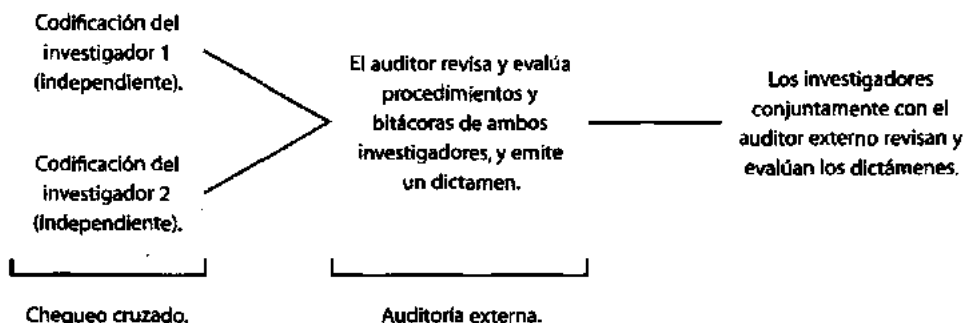 Codificación del
investigador 1
(independiente).
Codificación del
investigador 2
(independiente).
Chequeo cruzado.
El auditor revisa y evalúa
procedimientos y
bitácoras de ambos
investigadores, y emite
un dictamen.
Auditoría externa.
Los investigadores
conjuntamente con el
auditor externo revisan y
evalúan los dictámenes.